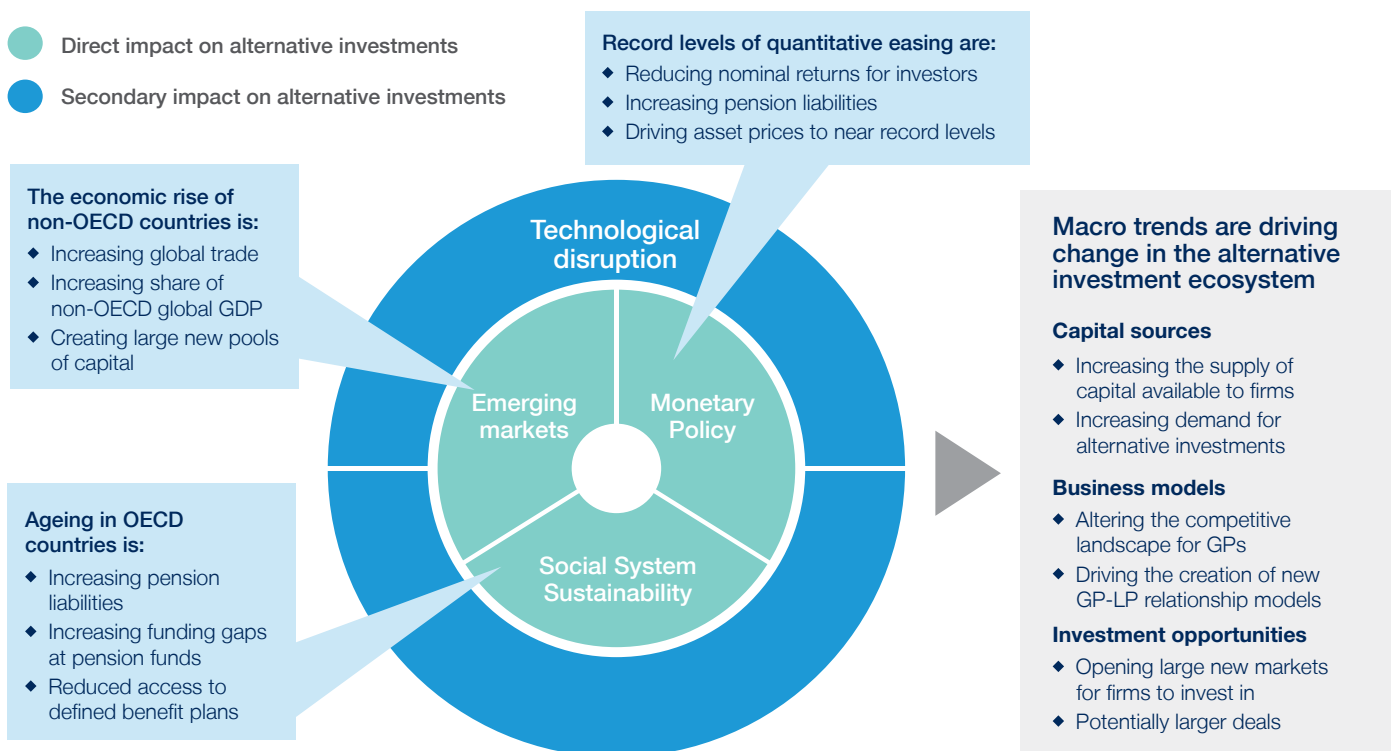 Direct impact on alternative investments
Secondary impact on alternative investments
Record levels of quantitative easing are:
◆ Reducing nominal returns for investors
◆ Increasing pension liabilities
◆ Driving asset prices to near record levels
The economic rise of
non-OECD countries is:
◆ Increasing global trade
◆ Increasing share of
non-OECD global GDP
◆ Creating large new pools
of capital
Technological
disruption
Emerging
markets
Monetary
Policy
Social System
Sustainability
Ageing in OECD
countries is:
◆ Increasing pension
liabilities
◆ Increasing funding gaps
at pension funds
◆ Reduced access to
defined benefit plans
Macro trends are driving
change in the alternative
investment ecosystem
Capital sources
◆ Increasing the supply of
capital available to firms
◆ Increasing demand for
alternative investments
Business models
◆ Altering the competitive
landscape for GPs
◆ Driving the creation of new
GP-LP relationship models
Investment opportunities
◆ Opening large new markets
for firms to invest in
◆ Potentially larger deals